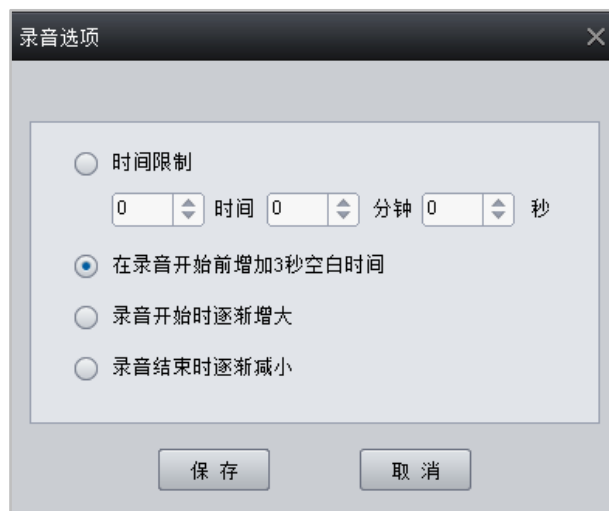 录音选项
时间限制
0 时间 0 分钟 0 秒
在录音开始前增加3秒空白时间
录音开始时逐渐增大
录音结束时逐渐减小
保存 取消